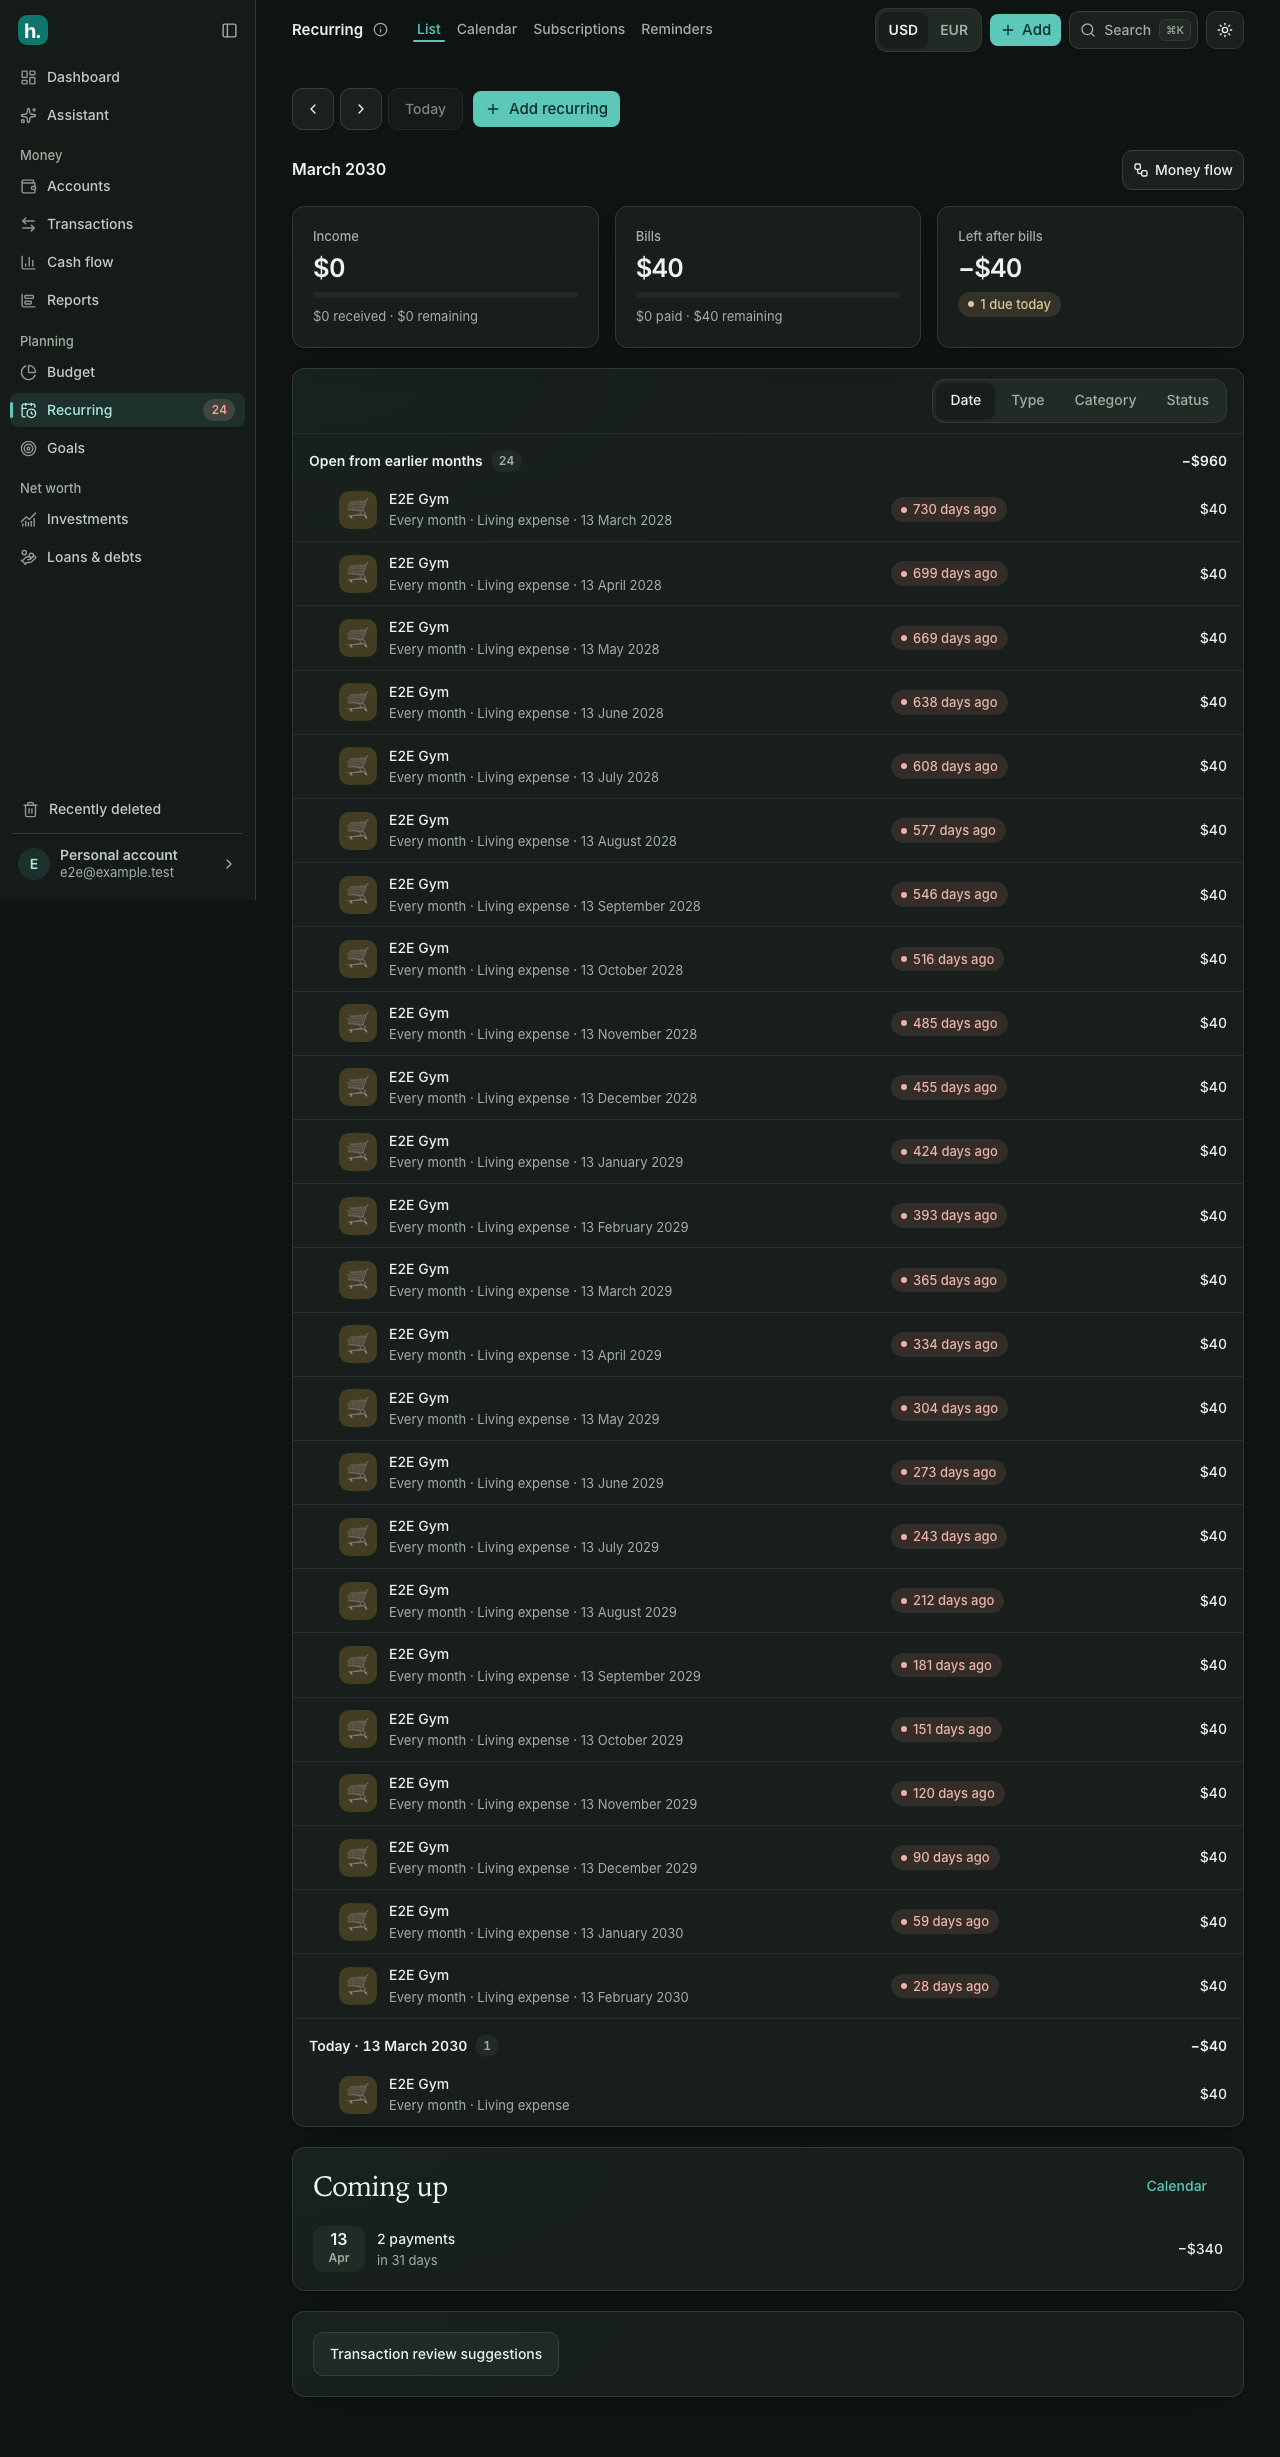 h.
Dashboard
Assistant
Money
Accounts
Transactions
Cash flow
Reports
Planning
Budget
Recurring 24
Goals
Net worth
Investments
Loans & debts
Recently deleted
E
Personal account
e2e@example.test
Recurring List Calendar Subscriptions Reminders
USD EUR + Add Search ⌘K
Today + Add recurring
March 2030
Money flow
Income
$0
$0 received · $0 remaining
Bills
$40
$0 paid · $40 remaining
Left after bills
−$40
1 due today
Date Type Category Status
Open from earlier months 24 −$960
E2E Gym
Every month · Living expense · 13 March 2028
730 days ago $40
E2E Gym
Every month · Living expense · 13 April 2028
699 days ago $40
E2E Gym
Every month · Living expense · 13 May 2028
669 days ago $40
E2E Gym
Every month · Living expense · 13 June 2028
638 days ago $40
E2E Gym
Every month · Living expense · 13 July 2028
608 days ago $40
E2E Gym
Every month · Living expense · 13 August 2028
577 days ago $40
E2E Gym
Every month · Living expense · 13 September 2028
546 days ago $40
E2E Gym
Every month · Living expense · 13 October 2028
516 days ago $40
E2E Gym
Every month · Living expense · 13 November 2028
485 days ago $40
E2E Gym
Every month · Living expense · 13 December 2028
455 days ago $40
E2E Gym
Every month · Living expense · 13 January 2029
424 days ago $40
E2E Gym
Every month · Living expense · 13 February 2029
393 days ago $40
E2E Gym
Every month · Living expense · 13 March 2029
365 days ago $40
E2E Gym
Every month · Living expense · 13 April 2029
334 days ago $40
E2E Gym
Every month · Living expense · 13 May 2029
304 days ago $40
E2E Gym
Every month · Living expense · 13 June 2029
273 days ago $40
E2E Gym
Every month · Living expense · 13 July 2029
243 days ago $40
E2E Gym
Every month · Living expense · 13 August 2029
212 days ago $40
E2E Gym
Every month · Living expense · 13 September 2029
181 days ago $40
E2E Gym
Every month · Living expense · 13 October 2029
151 days ago $40
E2E Gym
Every month · Living expense · 13 November 2029
120 days ago $40
E2E Gym
Every month · Living expense · 13 December 2029
90 days ago $40
E2E Gym
Every month · Living expense · 13 January 2030
59 days ago $40
E2E Gym
Every month · Living expense · 13 February 2030
28 days ago $40
Today · 13 March 2030 1 −$40
E2E Gym
Every month · Living expense
$40
Coming up
Calendar
13
Apr
2 payments
in 31 days
−$340
Transaction review suggestions